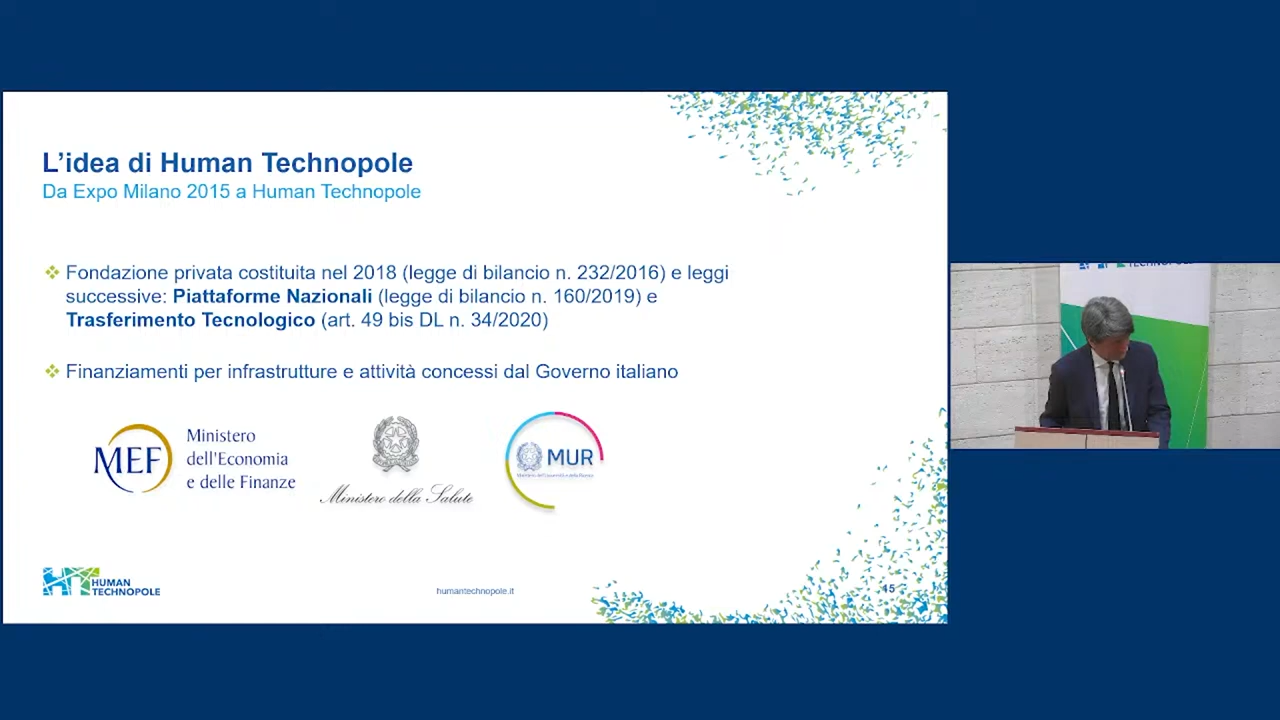 L'idea di Human Technopole
Da Expo Milano 2015 a Human Technopole
❖ Fondazione privata costituita nel 2018 (legge di bilancio n. 232/2016) e leggi
successive: Piattaforme Nazionali (legge di bilancio n. 160/2019) e
Trasferimento Tecnologico (art. 49 bis DL n. 34/2020)
❖ Finanziamenti per infrastrutture e attività concessi dal Governo italiano
MEF
Ministero
dell'Economia
e delle Finanze
Ministero della Salute
MUR
HUMAN
TECHNOPOLE
humantechnopole.it
15
TECHNOPOLE